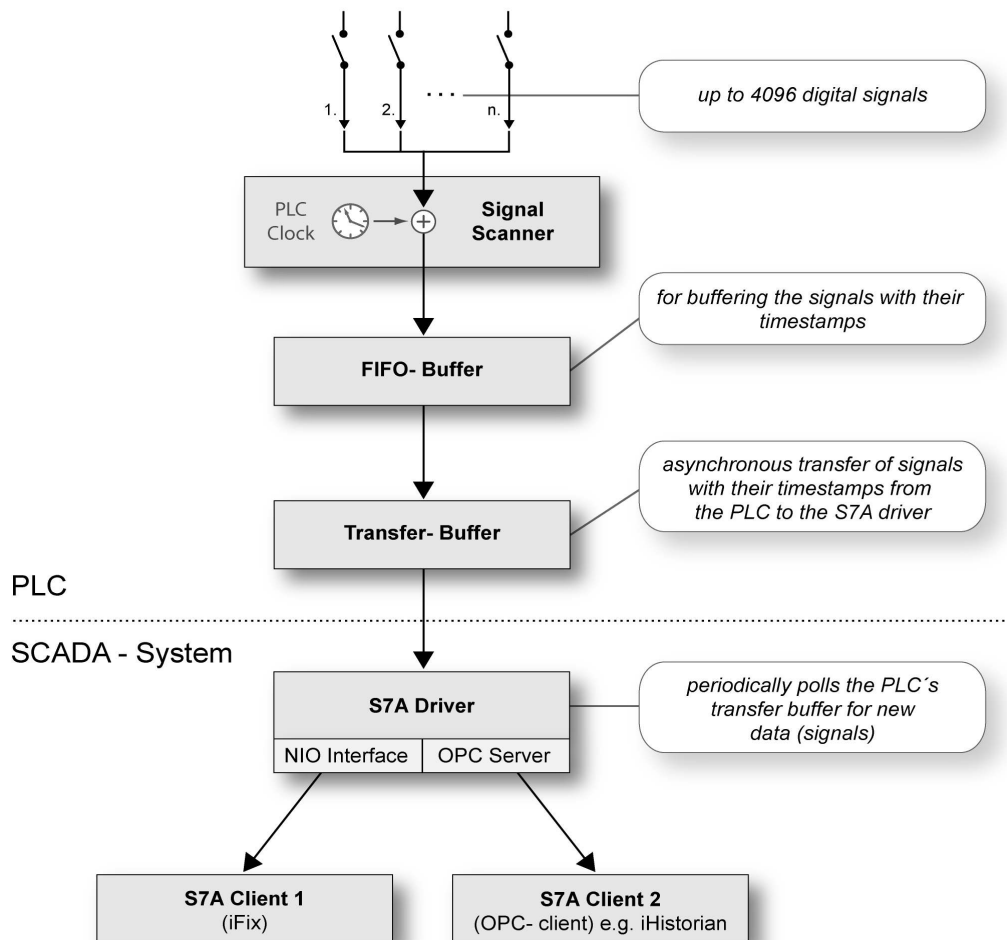 1.
2.
n.
up to 4096 digital signals
PLC
Clock
Signal
Scanner
for buffering the signals with their
timestamps
FIFO- Buffer
asynchronous transfer of signals
with their timestamps from
the PLC to the S7A driver
Transfer- Buffer
PLC
SCADA - System
S7A Driver
periodically polls the PLC´s
transfer buffer for new
data (signals)
NIO Interface
OPC Server
S7A Client 1
(iFix)
S7A Client 2
(OPC- client) e.g. iHistorian